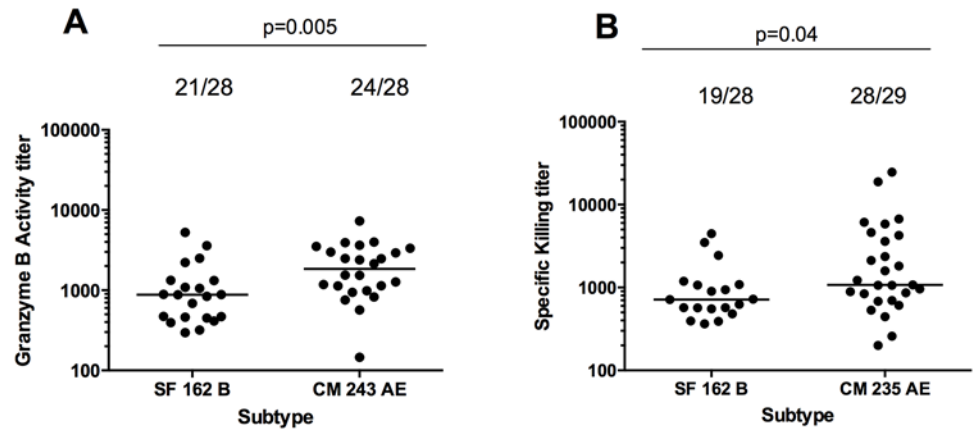 A
p=0.005
21/28 24/28
Granzyme B Activity titer
100000
10000
1000
100
SF 162 B CM 243 AE
Subtype
B
p=0.04
19/28 28/29
Specific Killing titer
100000
10000
1000
100
SF 162 B CM 235 AE
Subtype